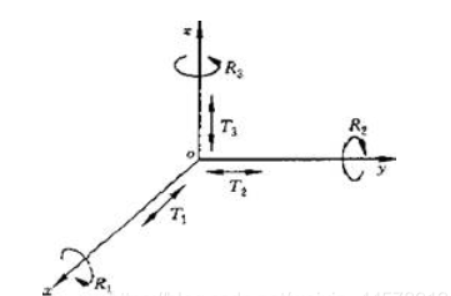 z
R₃
T₃
R₂
o
T₂
y
T₁
R₁
x